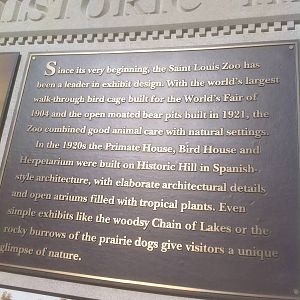 HISTORIC
Since its very beginning, the Saint Louis Zoo has
been a leader in exhibit design. With the world's largest
walk-through bird cage built for the World's Fair of
1904 and the open moated bear pits built in 1921, the
Zoo combined good animal care with natural settings.
In the 1920s the Primate House, Bird House and
Herpetarium were built on Historic Hill in Spanish-
style architecture, with elaborate architectural details
and open atriums filled with tropical plants. Even
simple exhibits like the woodsy Chain of Lakes or the
rocky burrows of the prairie dogs give visitors a unique
glimpse of nature.